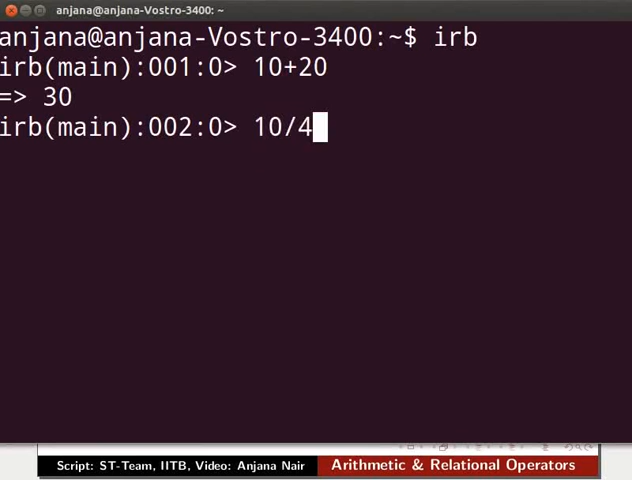 anjana@anjana-Vostro-3400: ~
anjana@anjana-Vostro-3400:~$ irb
irb(main):001:0> 10+20
=> 30
irb(main):002:0> 10/4
Script: ST-Team, IITB, Video: Anjana Nair
Arithmetic & Relational Operators